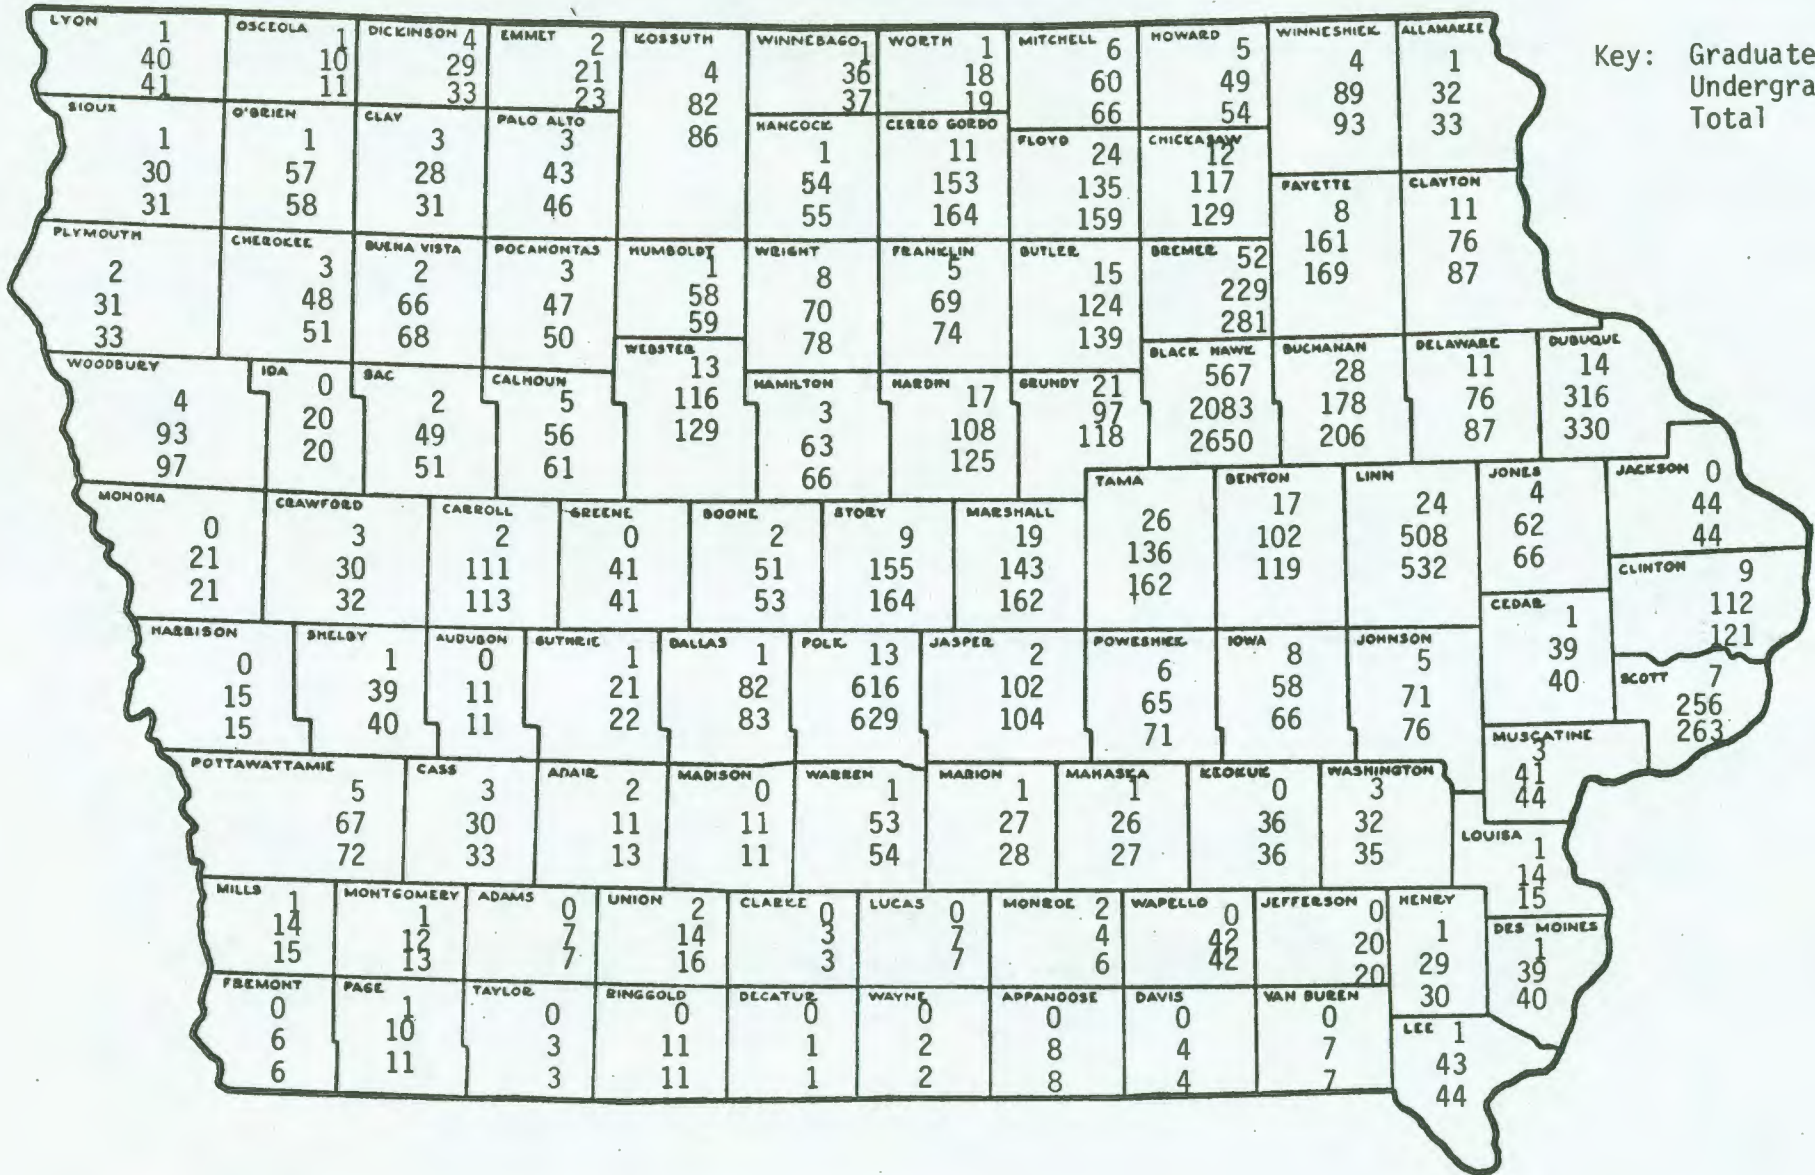 Key: Graduate
Undergra
Total
LYON 1
40
41
OSCEOLA 1
10
11
DICKINSON 4
29
33
EMMET 2
21
23
KOSSUTH
4
82
86
WINNEBAGO 1
36
37
WORTH 1
18
19
MITCHELL 6
60
66
HOWARD 5
49
54
WINNESHIEK
4
89
93
ALLAMAKEE
1
32
33
SIOUX
1
30
31
O'BRIEN
1
57
58
CLAY
3
28
31
PALO ALTO
3
43
46
HANCOCK
1
54
55
CERRO GORDO
11
153
164
FLOYD 24
135
159
CHICKASAW
12
117
129
FAYETTE
8
161
169
CLAYTON
11
76
87
PLYMOUTH
2
31
33
CHEROKEE
3
48
51
BUENA VISTA
2
66
68
POCAHONTAS
3
47
50
HUMBOLDT
1
58
59
WRIGHT
8
70
78
FRANKLIN
5
69
74
BUTLER
15
124
139
BREMER 52
229
281
WOODBURY
4
93
97
IDA 0
20
20
SAC
2
49
51
CALHOUN
5
56
61
WEBSTER
13
116
129
HAMILTON
3
63
66
HARDIN 17
108
125
GRUNDY 21
97
118
BLACK HAWK
567
2083
2650
BUCHANAN
28
178
206
DELAWARE
11
76
87
DUBUQUE
14
316
330
MONONA
0
21
21
CRAWFORD
3
30
32
CARROLL
2
111
113
GREENE
0
41
41
BOONE
2
51
53
STORY
9
155
164
MARSHALL
19
143
162
TAMA
26
136
162
BENTON
17
102
119
LINN
24
508
532
JONES
4
62
66
JACKSON 0
44
44
CLINTON 9
112
121
HARRISON
0
15
15
SHELBY
1
39
40
AUDUBON
0
11
11
GUTHRIE
1
21
22
DALLAS 1
82
83
POLK 13
616
629
JASPER 2
102
104
POWESHIEK
6
65
71
IOWA
8
58
66
JOHNSON
5
71
76
CEDAR 1
39
40
SCOTT 7
256
263
MUSCATINE
3
41
44
POTTAWATTAMIE
5
67
72
CASS
3
30
33
ADAIR
2
11
13
MADISON
0
11
11
WARREN
1
53
54
MARION
1
27
28
MAHASKA
1
26
27
KEOKUK
0
36
36
WASHINGTON
3
32
35
LOUISA
1
14
15
MILLS 1
14
15
MONTGOMERY
1
12
13
ADAMS 0
7
7
UNION 2
14
16
CLARKE 0
3
3
LUCAS 0
7
7
MONROE 2
4
6
WAPELLO 0
42
42
JEFFERSON 0
20
20
HENRY
1
29
30
DES MOINES
1
39
40
FREMONT
0
6
6
PAGE
1
10
11
TAYLOR
0
3
3
RINGGOLD
0
11
11
DECATUR
0
1
1
WAYNE
0
2
2
APPANOOSE
0
8
8
DAVIS
0
4
4
VAN BUREN
0
7
7
LEE 1
43
44